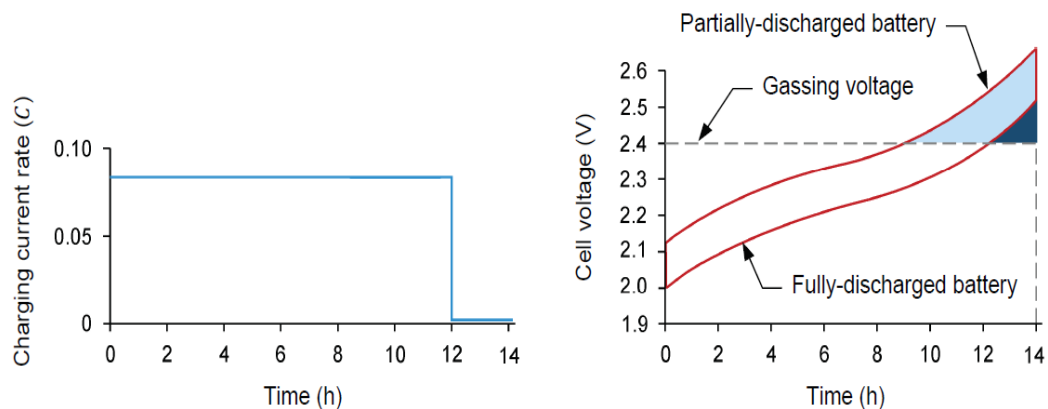 Charging current rate (C)
0.10
0.05
0
0 2 4 6 8 10 12 14
Time (h)
Partially-discharged battery
Gassing voltage
Cell voltage (V)
2.6
2.5
2.4
2.3
2.2
2.1
2.0
1.9
Fully-discharged battery
0 2 4 6 8 10 12 14
Time (h)